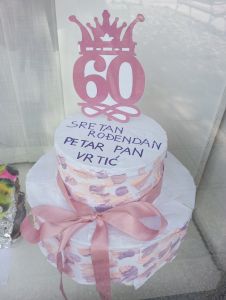 60
SRETAN
ROĐENDAN
PETAR PAN
VRTIĆ